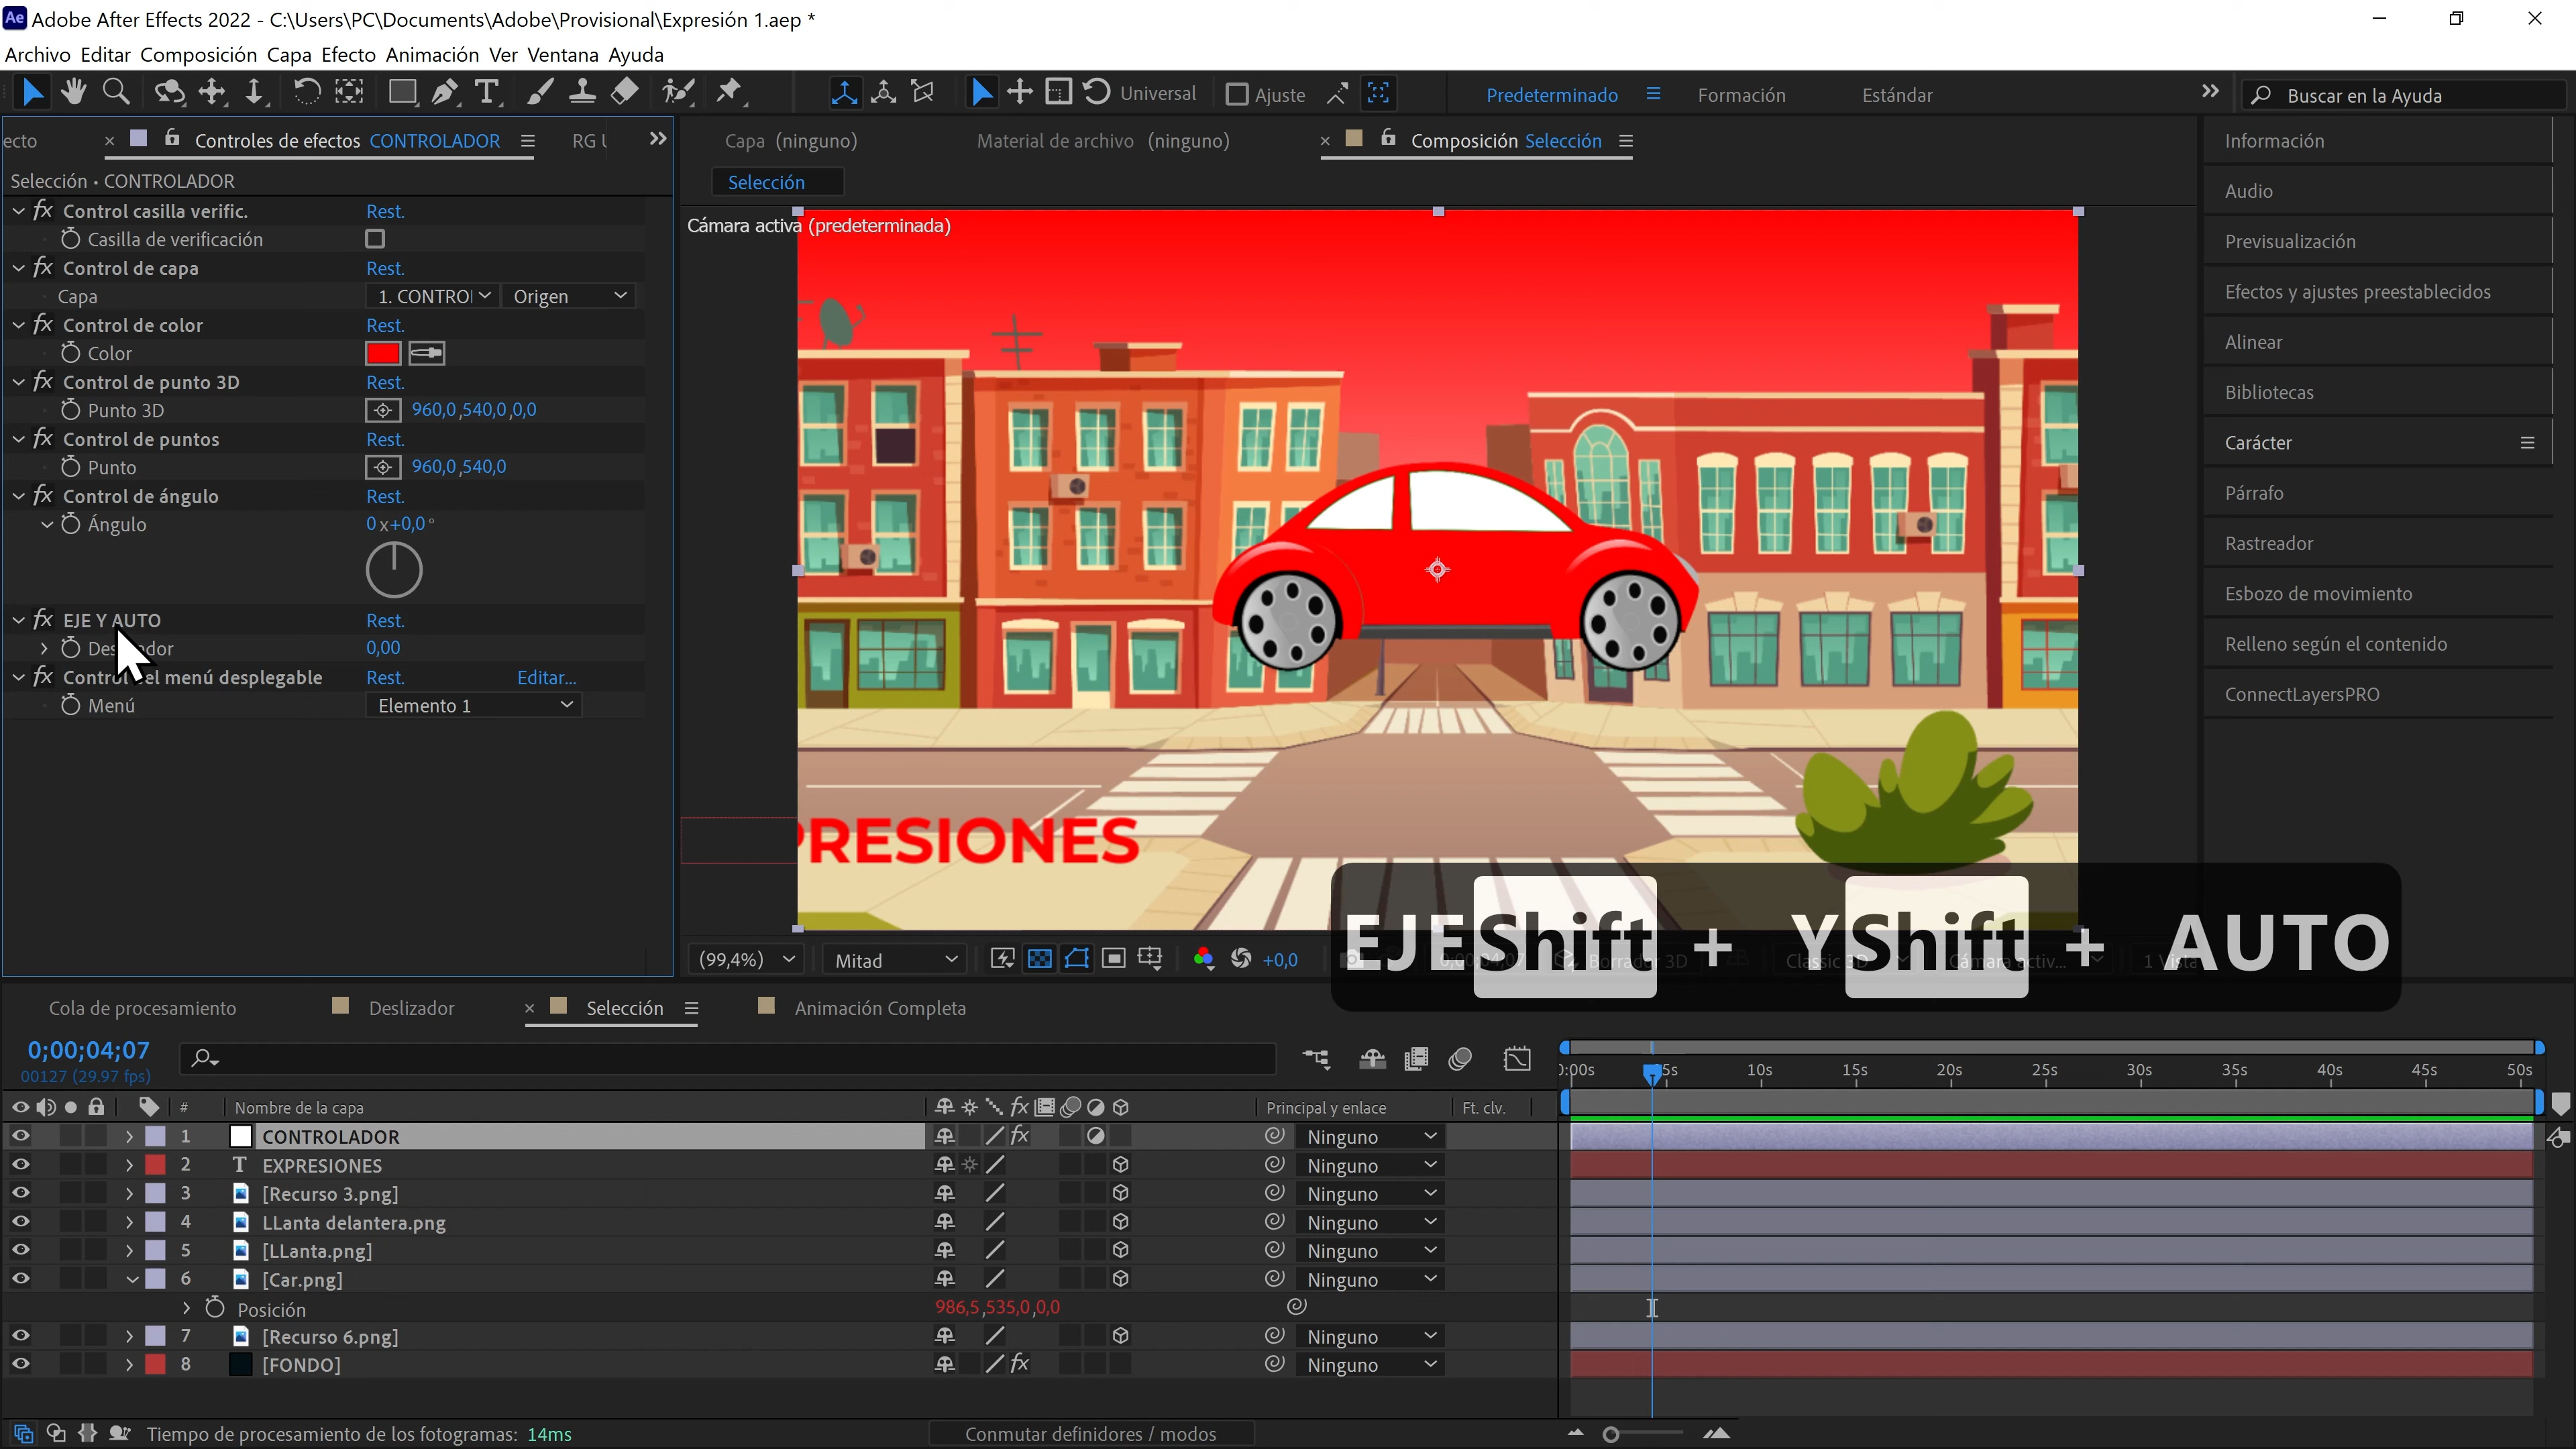 Ae Adobe After Effects 2022 - C:\Users\PC\Documents\Adobe\Provisional\Expresión 1.aep *
Archivo Editar Composición Capa Efecto Animación Ver Ventana Ayuda
Universal Ajuste Predeterminado Formación Estándar Buscar en la Ayuda
ecto × Controles de efectos CONTROLADOR RG
Capa (ninguno) Material de archivo (ninguno) × Composición Selección
Selección • CONTROLADOR
Selección
Control casilla verific. Rest.
Casilla de verificación
Control de capa Rest.
Capa 1. CONTROI Origen
Control de color Rest.
Color
Control de punto 3D Rest.
Punto 3D 960,0,540,0,0,0
Control de puntos Rest.
Punto 960,0,540,0
Control de ángulo Rest.
Ángulo 0x+0,0°
EJE Y AUTO Rest.
0,00
menú desplegable Rest. Editar...
Menú Elemento 1
Cámara activa (predeterminada)
PRESIONES
Información
Audio
Previsualización
Efectos y ajustes preestablecidos
Alinear
Bibliotecas
Carácter
Párrafo
Rastreador
Esbozo de movimiento
Relleno según el contenido
ConnectLayersPRO
EJE Shift + Y Shift + AUTO
(99,4%) Mitad +0,0
Cola de procesamiento Deslizador × Selección Animación Completa
0;00;04;07
00127 (29.97 fps)
0:00s 5s 10s 15s 20s 25s 30s 35s 40s 45s 50s
# Nombre de la capa fx Principal y enlace Ft. clv.
1 CONTROLADOR fx Ninguno
2 T EXPRESIONES Ninguno
3 [Recurso 3.png] Ninguno
4 LLanta delantera.png Ninguno
5 [LLanta.png] Ninguno
6 [Car.png] Ninguno
Posición 986,5,535,0,0,0
7 [Recurso 6.png] Ninguno
8 [FONDO] fx Ninguno
Tiempo de procesamiento de los fotogramas: 14ms Conmutar definidores / modos